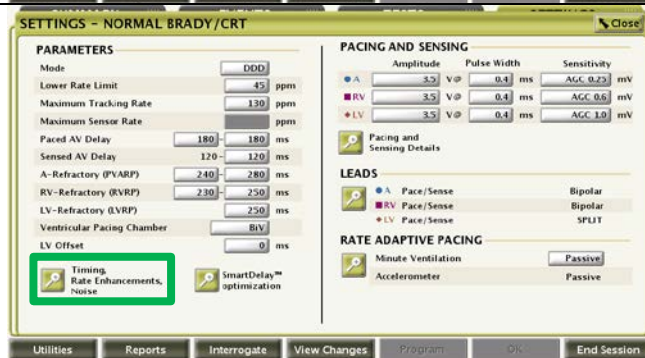 SETTINGS - NORMAL BRADY/CRT
Close
PARAMETERS
Mode DDD
Lower Rate Limit 45 ppm
Maximum Tracking Rate 130 ppm
Maximum Sensor Rate ppm
Paced AV Delay 180 - 180 ms
Sensed AV Delay 120 - 120 ms
A-Refractory (PVARP) 240 - 280 ms
RV-Refractory (RVRP) 230 - 250 ms
LV-Refractory (LVRP) 250 ms
Ventricular Pacing Chamber BiV
LV Offset 0 ms
Timing,
Rate Enhancements,
Noise
SmartDelay™
optimization
PACING AND SENSING
Amplitude Pulse Width Sensitivity
A 3.5 V@ 0.4 ms AGC 0.25 mV
RV 3.5 V@ 0.4 ms AGC 0.6 mV
LV 3.5 V@ 0.4 ms AGC 1.0 mV
Pacing and
Sensing Details
LEADS
A Pace/Sense Bipolar
RV Pace/Sense Bipolar
LV Pace/Sense SPLIT
RATE ADAPTIVE PACING
Minute Ventilation Passive
Accelerometer Passive
Utilities Reports Interrogate View Changes Program OK End Session